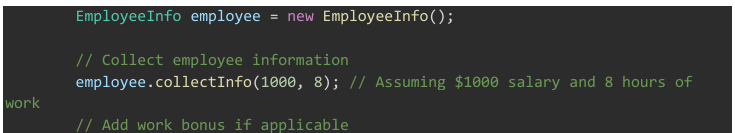 EmployeeInfo employee = new EmployeeInfo();
// Collect employee information
employee.collectInfo(1000, 8); // Assuming $1000 salary and 8 hours of
work
// Add work bonus if applicable